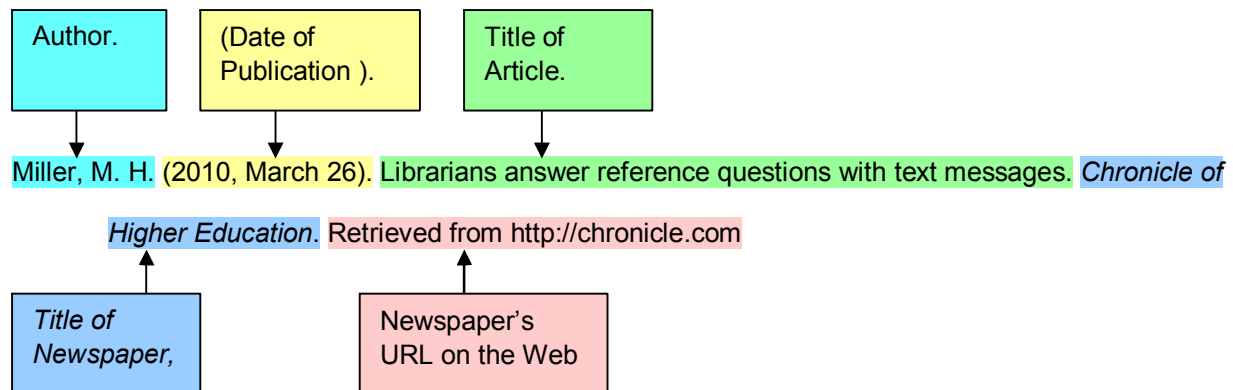 Author.
(Date of
Publication ).
Title of
Article.
Miller, M. H. (2010, March 26). Librarians answer reference questions with text messages. Chronicle of
Higher Education. Retrieved from http://chronicle.com
Title of
Newspaper,
Newspaper’s
URL on the Web